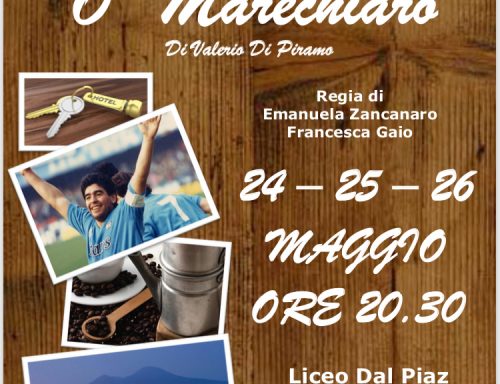 O' Marechiaro
Di Valerio Di Piramo
Regia di
Emanuela Zancanaro
Francesca Gaio
24 – 25 – 26
MAGGIO
ORE 20.30
Liceo Dal Piaz
MOTEL